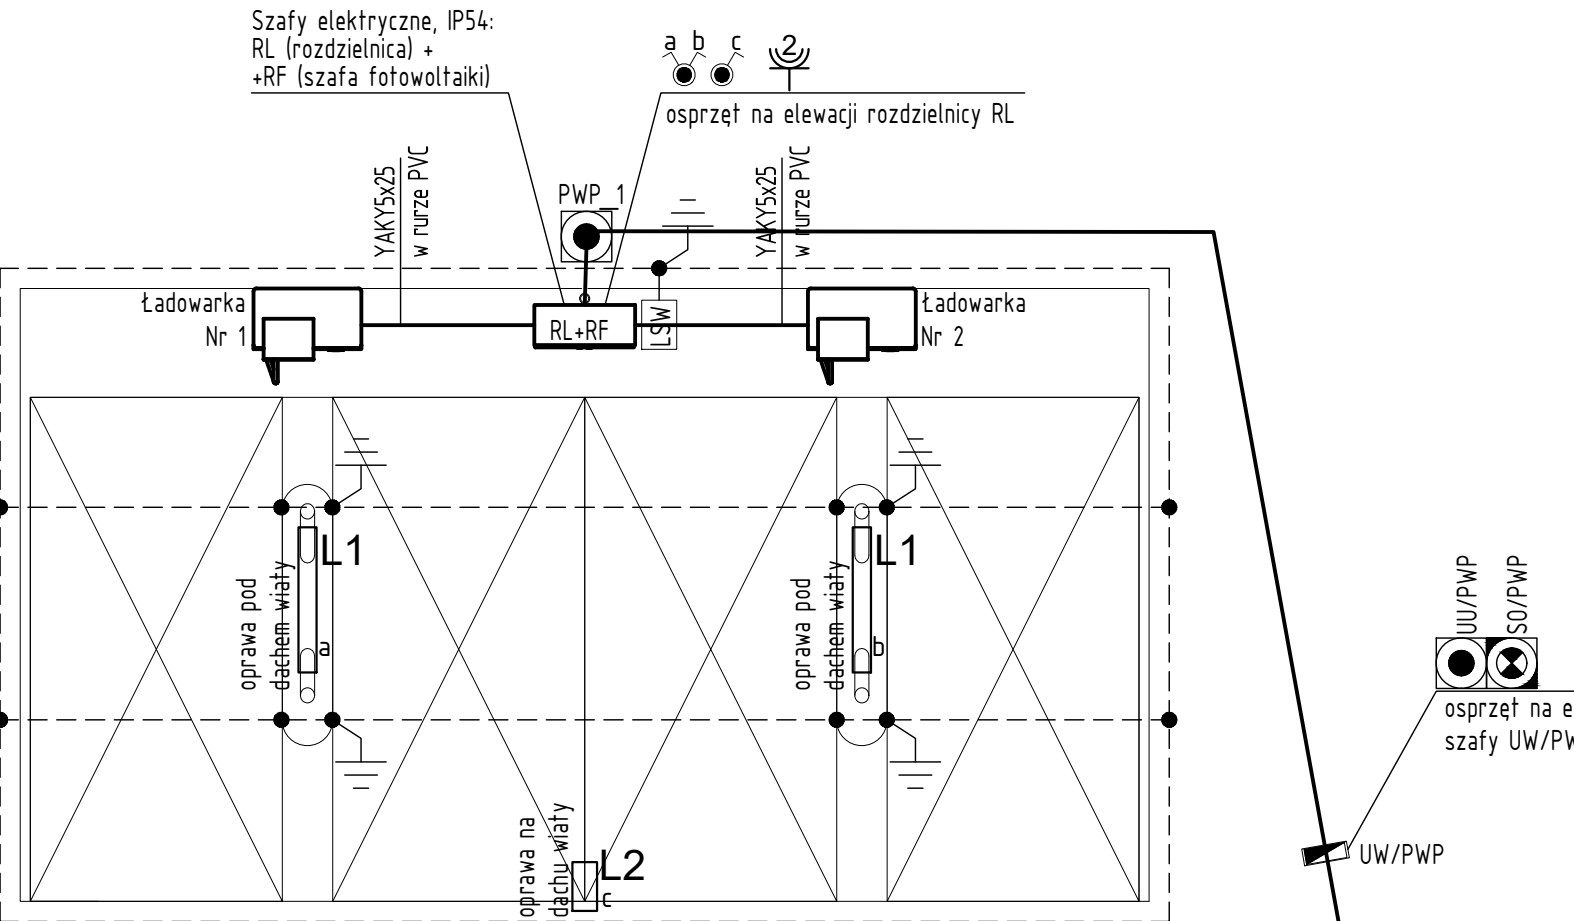 Szafy elektryczne, IP54:
RL (rozdzielnica) +
+RF (szafa fotowoltaiki)
a b c 2
osprzęt na elewacji rozdzielnicy RL
YAKY5x25
w rurze PVC
PWP_1
YAKY5x25
w rurze PVC
Ładowarka
Nr 1
RL+RF
LSW
Ładowarka
Nr 2
L1
oprawa pod
dachem wiaty
a
L1
oprawa pod
dachem wiaty
b
UU/PWP
SO/PWP
osprzęt na e
szafy UW/PW
UW/PWP
oprawa na
dachu wiaty
L2
c